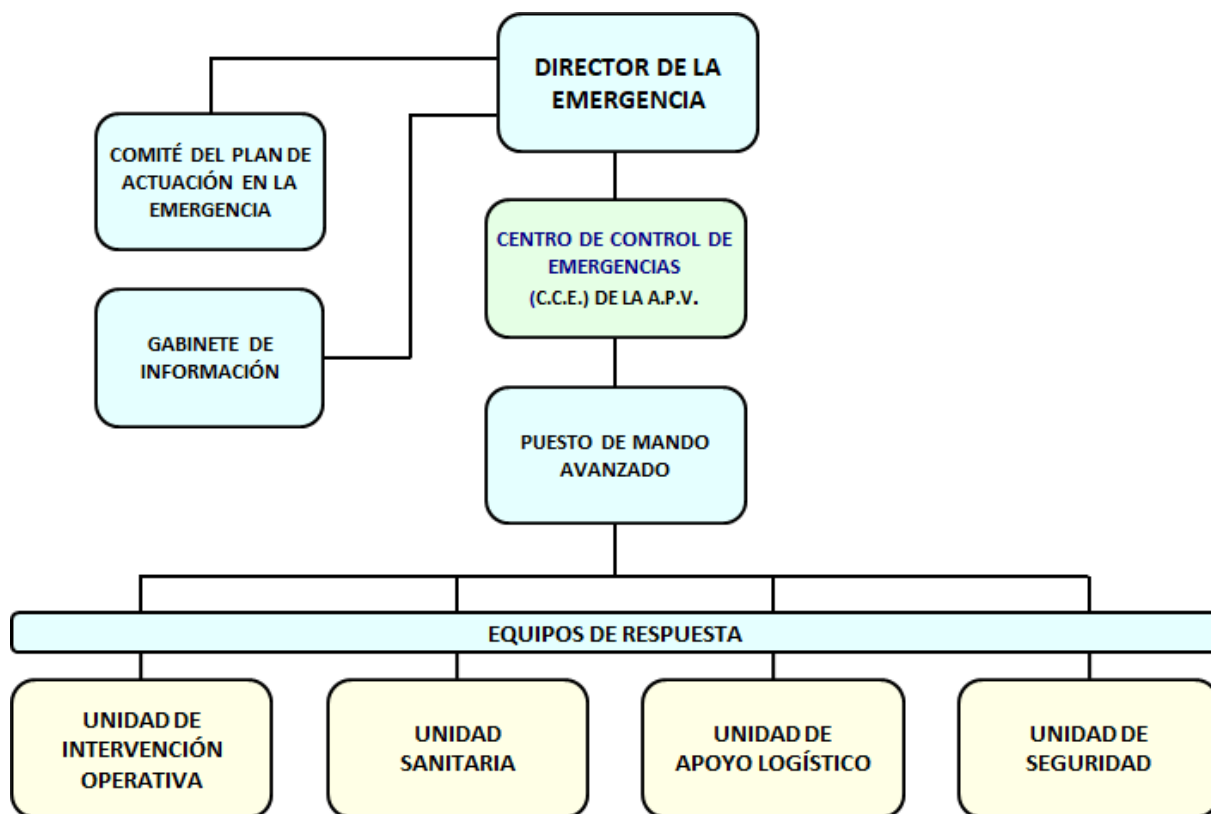 DIRECTOR DE LA
EMERGENCIA
COMITÉ DEL PLAN DE
ACTUACIÓN EN LA
EMERGENCIA
CENTRO DE CONTROL DE
EMERGENCIAS
(C.C.E.) DE LA A.P.V.
GABINETE DE
INFORMACIÓN
PUESTO DE MANDO
AVANZADO
EQUIPOS DE RESPUESTA
UNIDAD DE
INTERVENCIÓN
OPERATIVA
UNIDAD
SANITARIA
UNIDAD DE
APOYO LOGÍSTICO
UNIDAD DE
SEGURIDAD